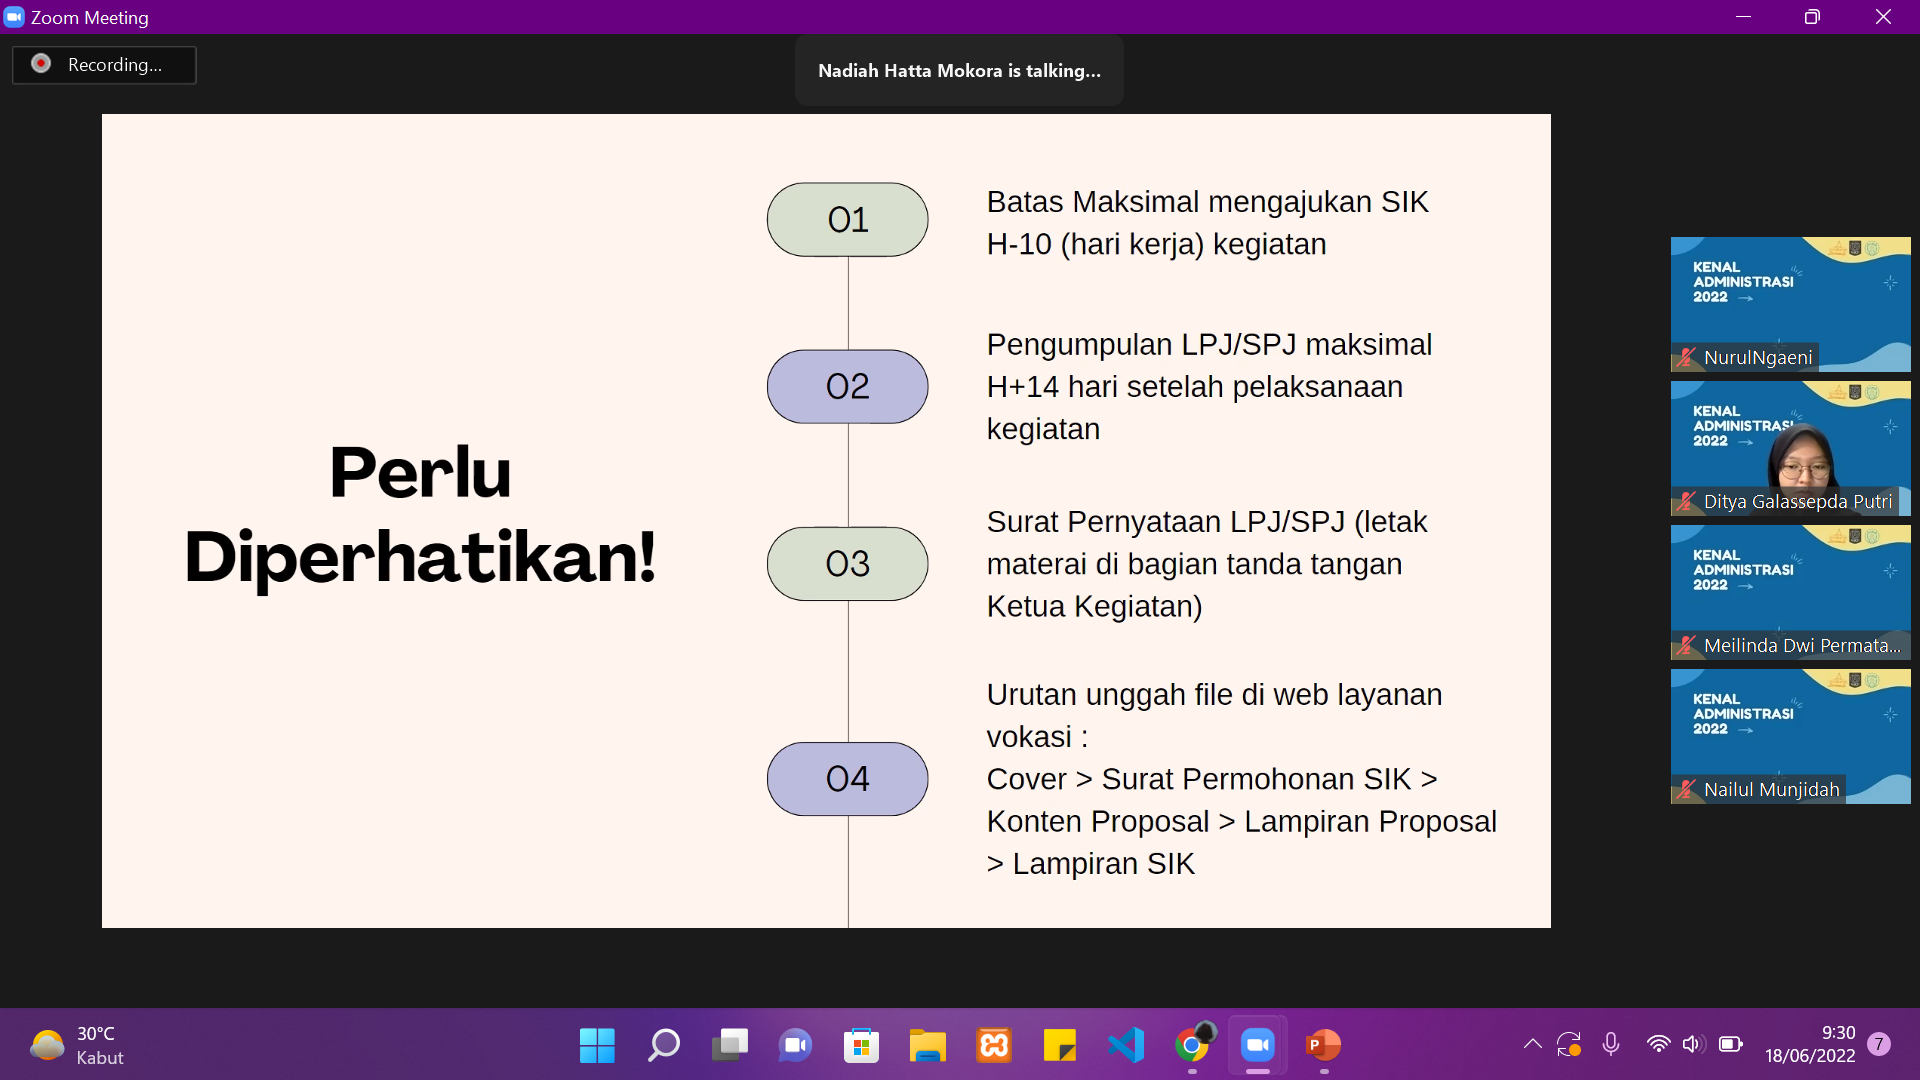 Zoom Meeting
Recording...
Nadiah Hatta Mokora is talking...
Perlu
Diperhatikan!
01
Batas Maksimal mengajukan SIK
H-10 (hari kerja) kegiatan
02
Pengumpulan LPJ/SPJ maksimal
H+14 hari setelah pelaksanaan
kegiatan
03
Surat Pernyataan LPJ/SPJ (letak
materai di bagian tanda tangan
Ketua Kegiatan)
04
Urutan unggah file di web layanan
vokasi :
Cover > Surat Permohonan SIK >
Konten Proposal > Lampiran Proposal
> Lampiran SIK
KENAL
ADMINISTRASI
2022
NurulNgaeni
KENAL
ADMINISTRASI
2022
Ditya Galassepda Putri
KENAL
ADMINISTRASI
2022
Meilinda Dwi Permata...
KENAL
ADMINISTRASI
2022
Nailul Munjidah
30°C
Kabut
9:30
18/06/2022
7